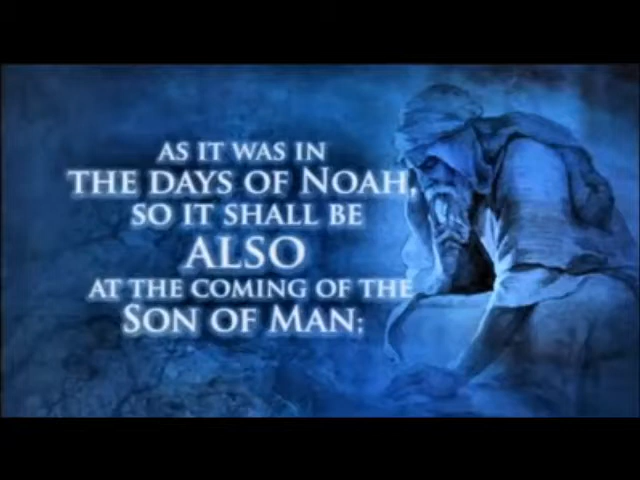 AS IT WAS IN
THE DAYS OF NOAH,
SO IT SHALL BE
ALSO
AT THE COMING OF THE
SON OF MAN: